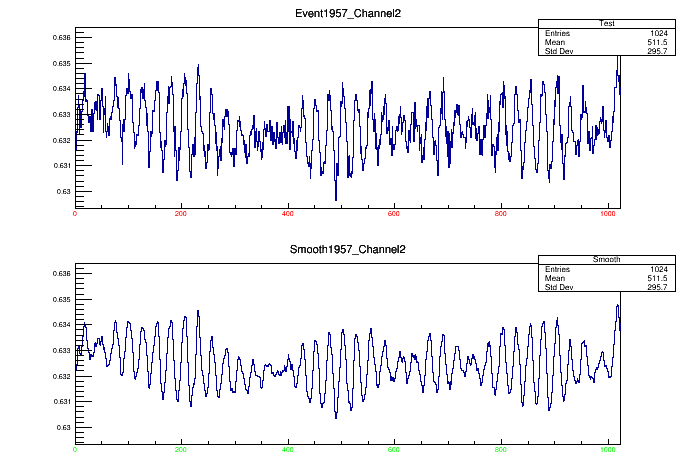 Event1957_Channel2
Test
Entries 1024
Mean 511.5
Std Dev 295.7
0.636
0.635
0.634
0.633
0.632
0.631
0.63
0 200 400 600 800 1000
Smooth1957_Channel2
Smooth
Entries 1024
Mean 511.5
Std Dev 295.7
0.636
0.635
0.634
0.633
0.632
0.631
0.63
0 200 400 600 800 1000